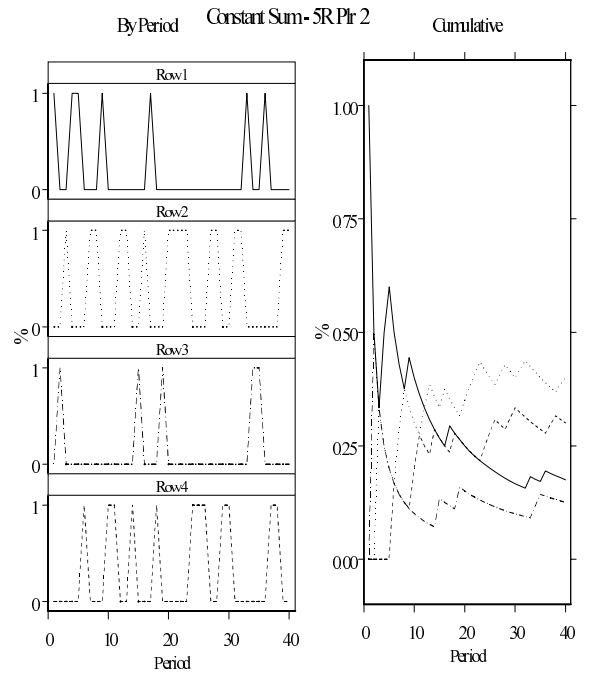 Constant Sum - 5R Plr 2
By Period
Cumulative
Row1
1
0
Row2
1
0
Row3
1
0
Row4
1
0
%
0 10 20 30 40
Period
1.00
0.75
0.50
0.25
0.00
%
0 10 20 30 40
Period